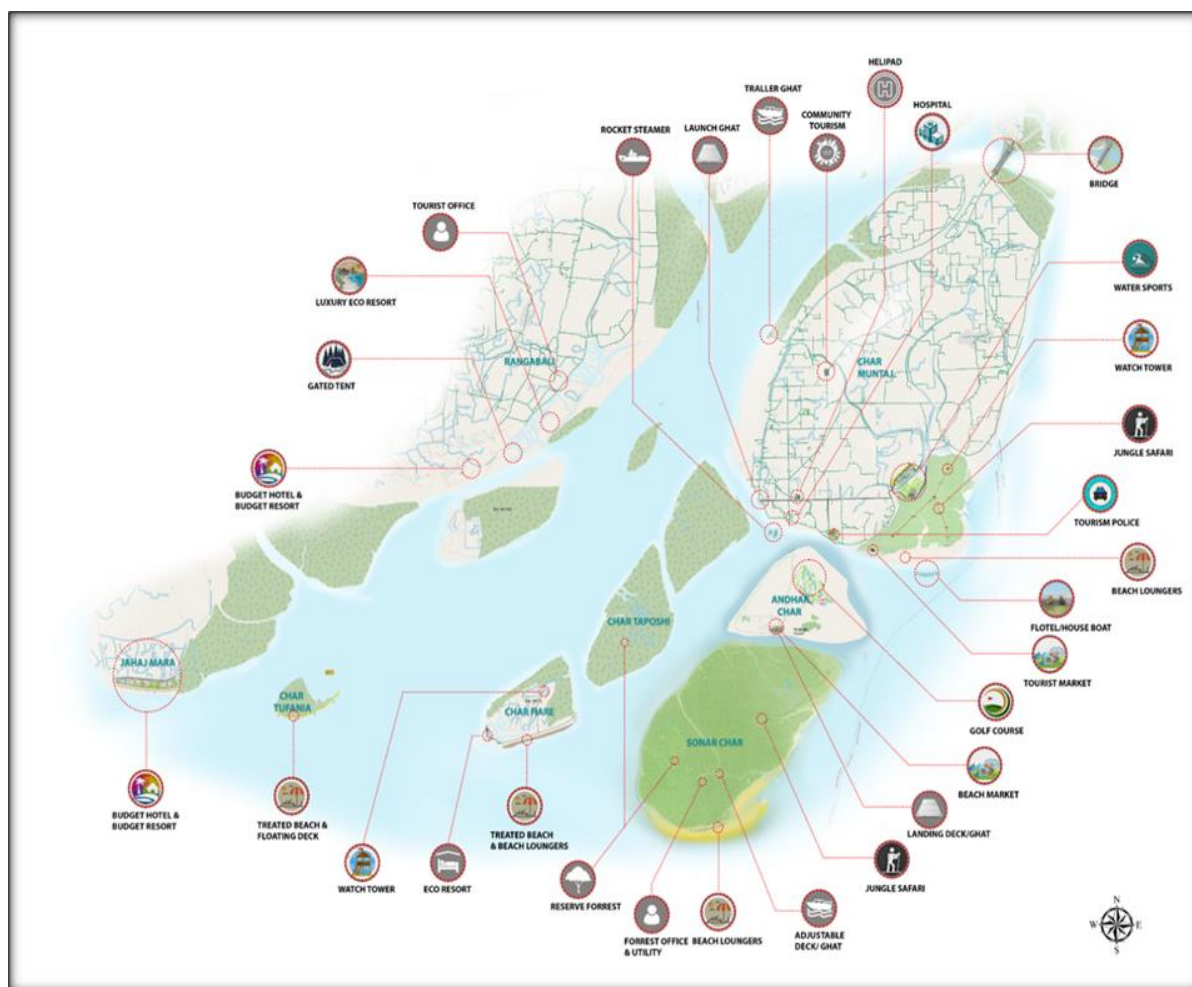 HELIPAD
TRALLER GHAT
COMMUNITY
TOURISM
HOSPITAL
ROCKET STEAMER
LAUNCH GHAT
BRIDGE
TOURIST OFFICE
WATER SPORTS
LUXURY ECO RESORT
WATCH TOWER
RANGABALI
CHAR
MUNTAJ
GATED TENT
JUNGLE SAFARI
BUDGET HOTEL &
BUDGET RESORT
TOURISM POLICE
BEACH LOUNGERS
ANDHAR
CHAR
FLOTEL/HOUSE BOAT
CHAR TAPOSHI
JAHAJ MARA
TOURIST MARKET
CHAR
TUFANIA
CHAR FIARE
GOLF COURSE
SONAR CHAR
BEACH MARKET
BUDGET HOTEL &
BUDGET RESORT
TREATED BEACH &
FLOATING DECK
TREATED BEACH
& BEACH LOUNGERS
LANDING DECK/GHAT
WATCH TOWER
ECO RESORT
JUNGLE SAFARI
RESERVE FORREST
FORREST OFFICE
& UTILITY
BEACH LOUNGERS
ADJUSTABLE
DECK/ GHAT
N
W
E
S